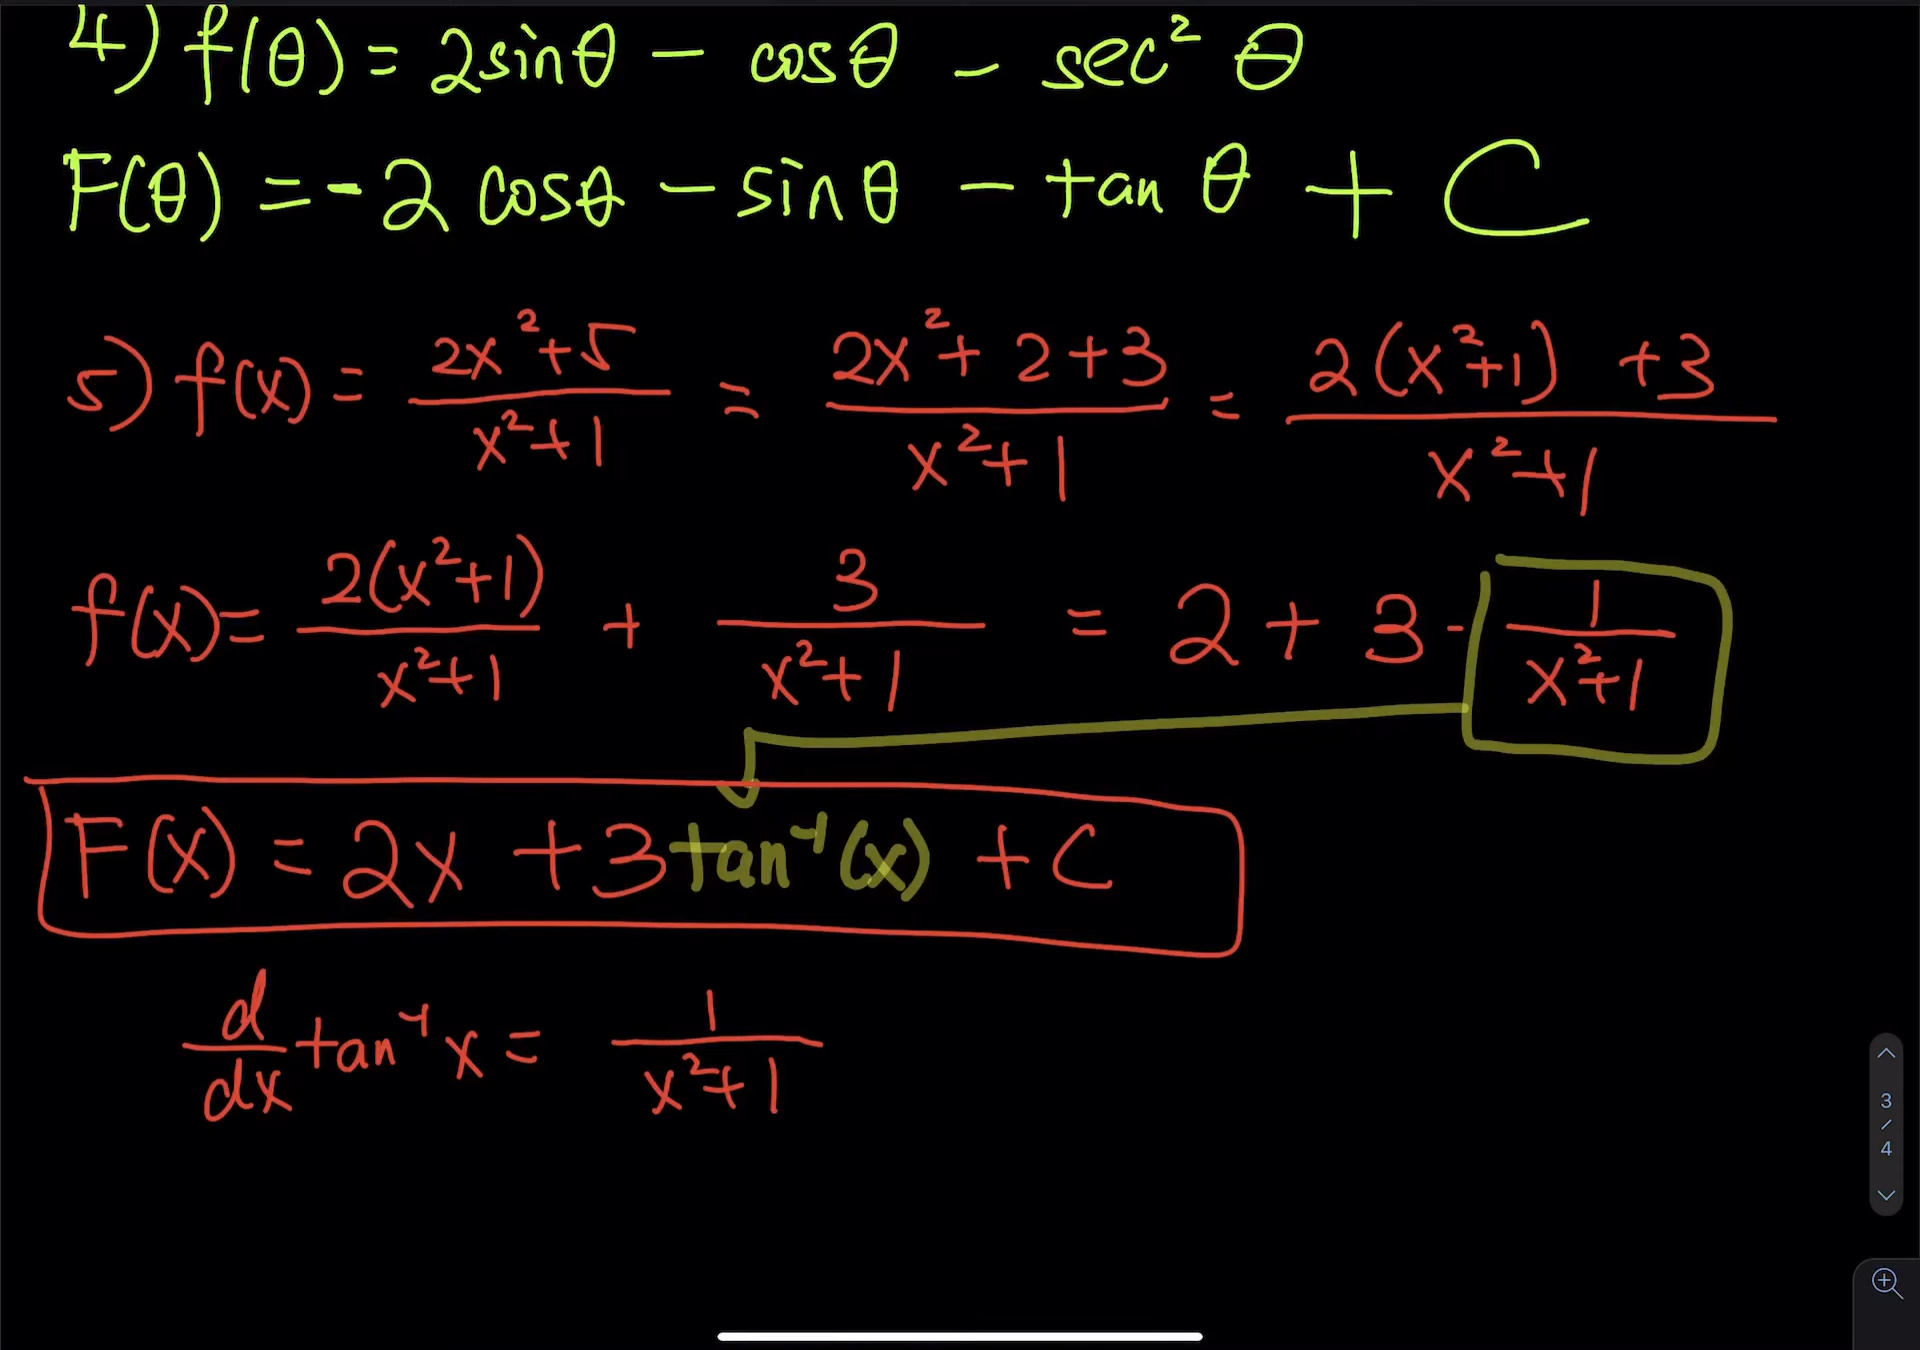 4) f(θ) = 2sinθ - cosθ - sec² θ
F(θ) = -2 cosθ - sinθ - tan θ + C
5) f(x) = (2x²+5)/(x²+1) = (2x²+2+3)/(x²+1) = (2(x²+1)+3)/(x²+1)
f(x) = 2(x²+1)/(x²+1) + 3/(x²+1) = 2 + 3 · 1/(x²+1)
F(x) = 2x + 3tan⁻¹(x) + C
d/dx tan⁻¹ x = 1/(x²+1)
3
/
4